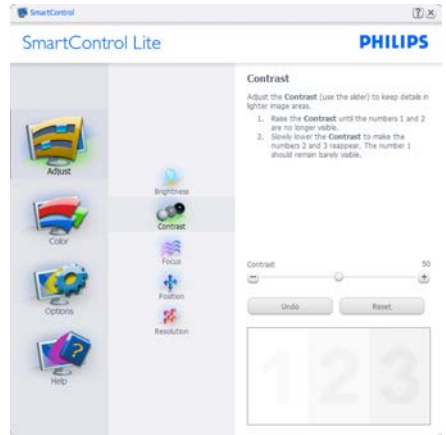 SmartControl
SmartControl Lite
PHILIPS
Adjust
Color
Options
Help
Brightness
Contrast
Focus
Position
Resolution
Contrast
Adjust the Contrast (use the slider) to keep details in
lighter image areas.
1. Raise the Contrast until the numbers 1 and 2
are no longer visible.
2. Slowly lower the Contrast to make the
numbers 2 and 3 reappear. The number 1
should remain barely visible.
Contrast 50
Undo Reset
1 2 3